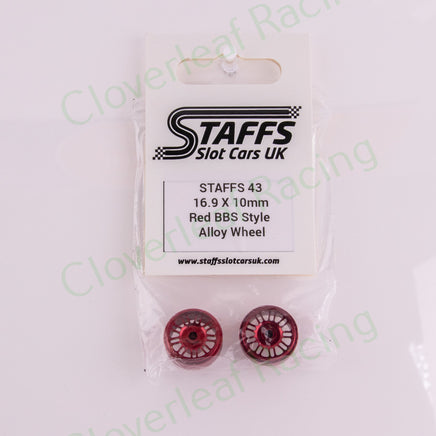 Cloverleaf Racing
STAFFS
Slot Cars UK
Cloverleaf Racing
STAFFS 43
16.9 X 10mm
Red BBS Style
Alloy Wheel
www.staffsslotcarsuk.com
Cloverleaf Racing